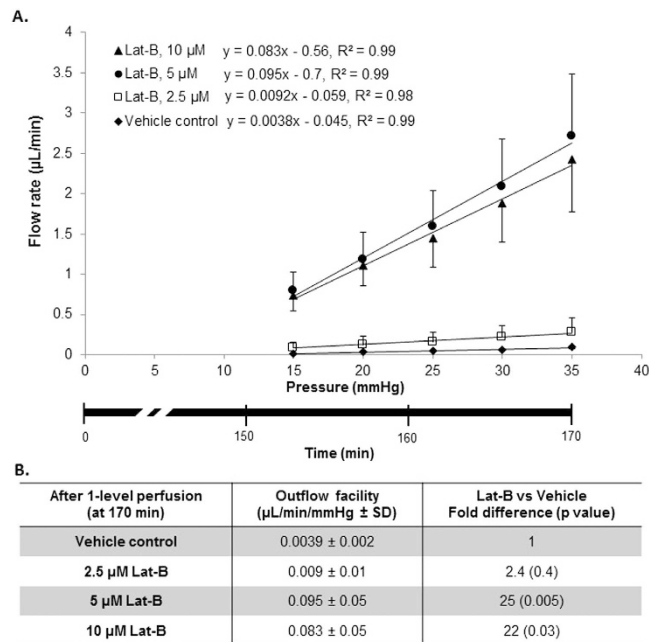 A.
Flow rate (µL/min)
4
3.5
3
2.5
2
1.5
1
0.5
0
▲ Lat-B, 10 µM y = 0.083x - 0.56, R² = 0.99
● Lat-B, 5 µM y = 0.095x - 0.7, R² = 0.99
□ Lat-B, 2.5 µM y = 0.0092x - 0.059, R² = 0.98
◆ Vehicle control y = 0.0038x - 0.045, R² = 0.99
0 5 10 15 20 25 30 35 40
Pressure (mmHg)
0 150 160 170
Time (min)
B.
After 1-level perfusion (at 170 min) Outflow facility (µL/min/mmHg ± SD) Lat-B vs Vehicle Fold difference (p value)
Vehicle control 0.0039 ± 0.002 1
2.5 µM Lat-B 0.009 ± 0.01 2.4 (0.4)
5 µM Lat-B 0.095 ± 0.05 25 (0.005)
10 µM Lat-B 0.083 ± 0.05 22 (0.03)